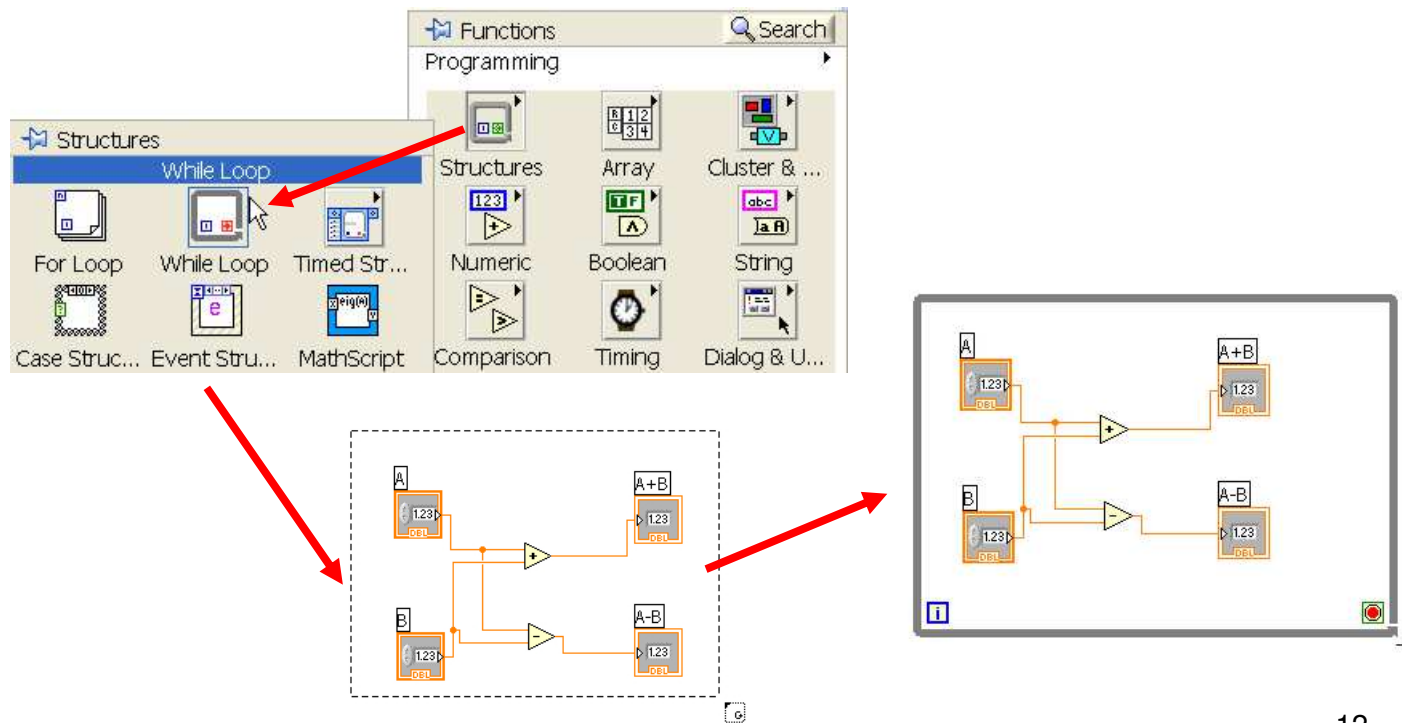 Functions
Search
Programming
Structures
Array
Cluster & ...
123
TF
abc
aA
Numeric
Boolean
String
Comparison
Timing
Dialog & U...
Structures
While Loop
For Loop
While Loop
Timed Str...
eig(A)
Case Struc...
Event Stru...
MathScript
A
1.23
DBL
B
1.23
DBL
+
-
A+B
1.23
DBL
A-B
1.23
DBL
G
A
1.23
DBL
B
1.23
DBL
+
-
A+B
1.23
DBL
A-B
1.23
DBL
i